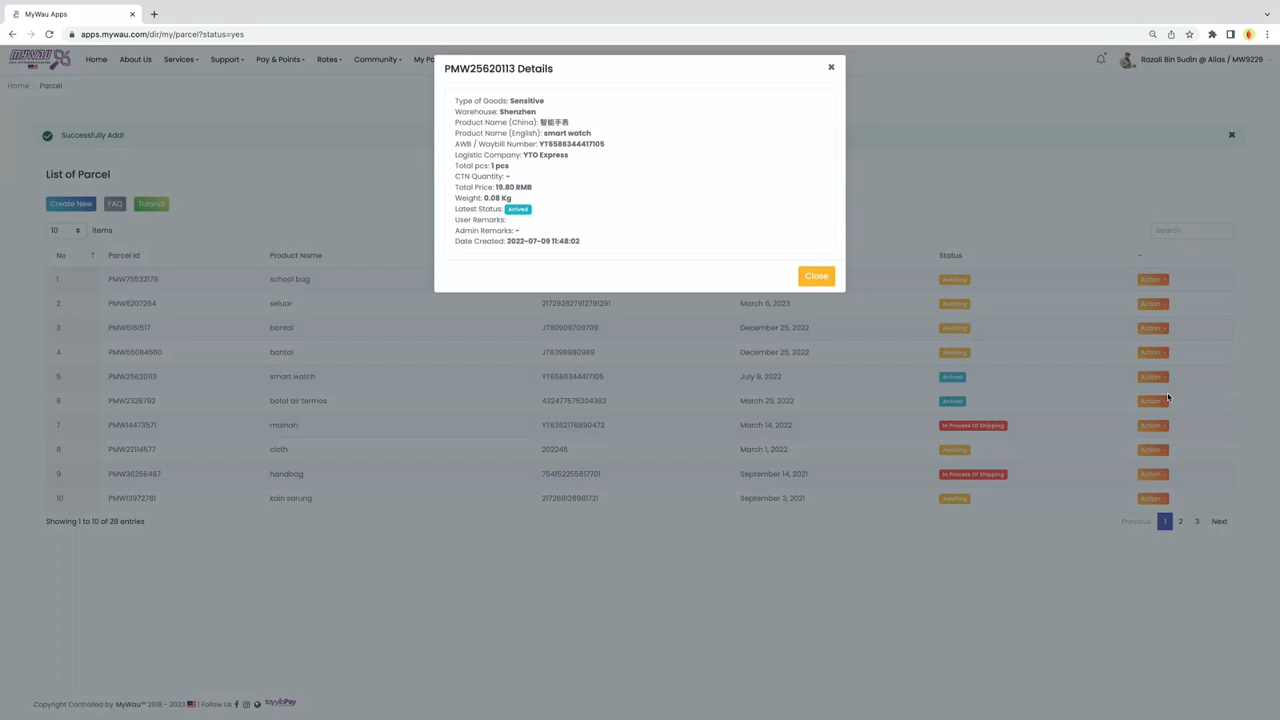 MyWau Apps
apps.mywau.com/dir/my/parcel?status=yes
MYWAU
Home About Us Services Support Pay & Points Rates Community My Po
Razali Bin Sudin @ Alias / MW9229
Home Parcel
Successfully Add!
List of Parcel
Create New FAQ Tutorial
10 items
Search
No Parcel Id Product Name Status -
1 PMW75532179 school bag Awaiting Action
2 PMW6207264 seluar 217292827912791291 March 6, 2023 Awaiting Action
3 PMW6161517 bantal JT90909709709 December 25, 2022 Awaiting Action
4 PMW55084560 bantal JT8398980989 December 25, 2022 Awaiting Action
5 PMW25620113 smart watch YT6586344417105 July 9, 2022 Arrived Action
6 PMW2326792 botol air termos 432477575204382 March 29, 2022 Arrived Action
7 PMW14473571 mainan YT6362176890472 March 14, 2022 In Process Of Shipping Action
8 PMW22114577 cloth 202245 March 1, 2022 Awaiting Action
9 PMW36256487 handbag 754152255617701 September 14, 2021 In Process Of Shipping Action
10 PMW13972781 kain sarung 217269126981721 September 3, 2021 Awaiting Action
Showing 1 to 10 of 28 entries
Previous 1 2 3 Next
PMW25620113 Details
Type of Goods: Sensitive
Warehouse: Shenzhen
Product Name (China): 智能手表
Product Name (English): smart watch
AWB / Waybill Number: YT6586344417105
Logistic Company: YTO Express
Total pcs: 1 pcs
CTN Quantity: -
Total Price: 19.80 RMB
Weight: 0.08 Kg
Latest Status: Arrived
User Remarks:
Admin Remarks: -
Date Created: 2022-07-09 11:48:02
Close
Copyright Controlled by MyWau™ 2018 - 2023 | Follow Us
toyyibPay